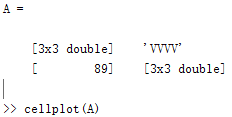 A =
[3x3 double] 'VVVV'
[ 89] [3x3 double]
>> cellplot(A)